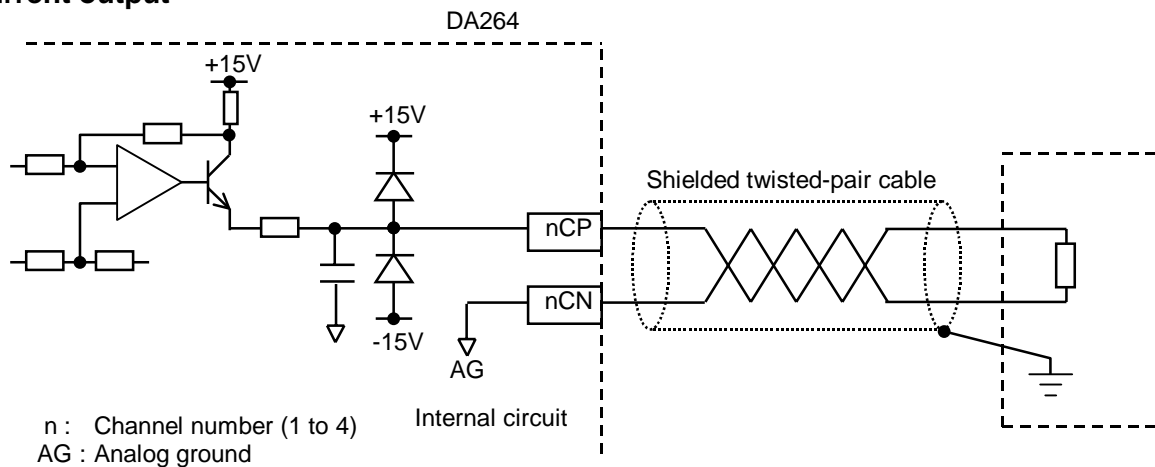 output
DA264
+15V
+15V
Shielded twisted-pair cable
nCP
nCN
-15V
AG
n : Channel number (1 to 4)
Internal circuit
AG : Analog ground